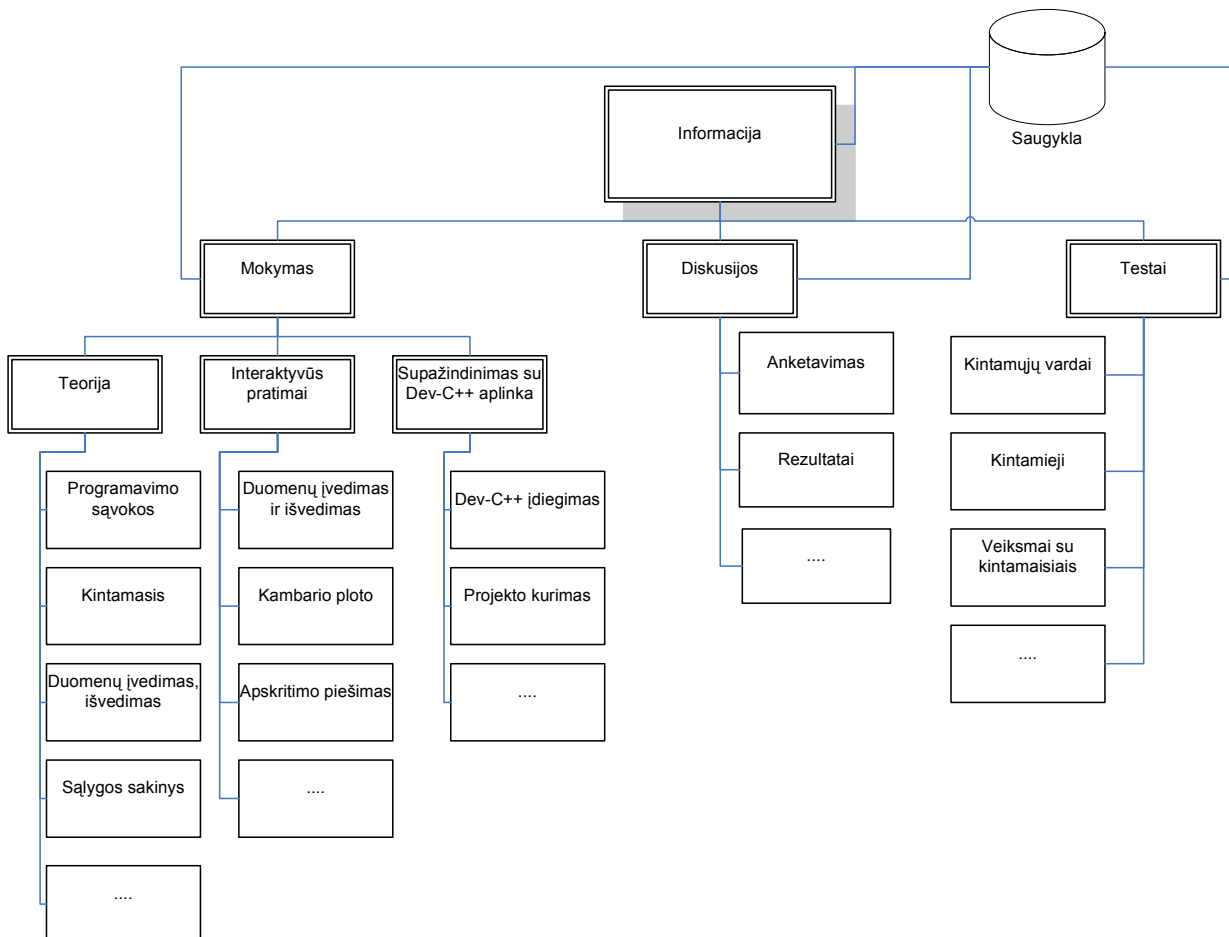 Saugykla
Informacija
Mokymas
Diskusijos
Testai
Teorija
Interaktyvūs
pratimai
Supažindinimas su
Dev-C++ aplinka
Programavimo
sąvokos
Kintamasis
Duomenų įvedimas,
išvedimas
Sąlygos sakinys
....
Duomenų įvedimas
ir išvedimas
Kambario ploto
Apskritimo piešimas
....
Dev-C++ įdiegimas
Projekto kurimas
....
Anketavimas
Rezultatai
....
Kintamųjų vardai
Kintamieji
Veiksmai su
kintamaisiais
....